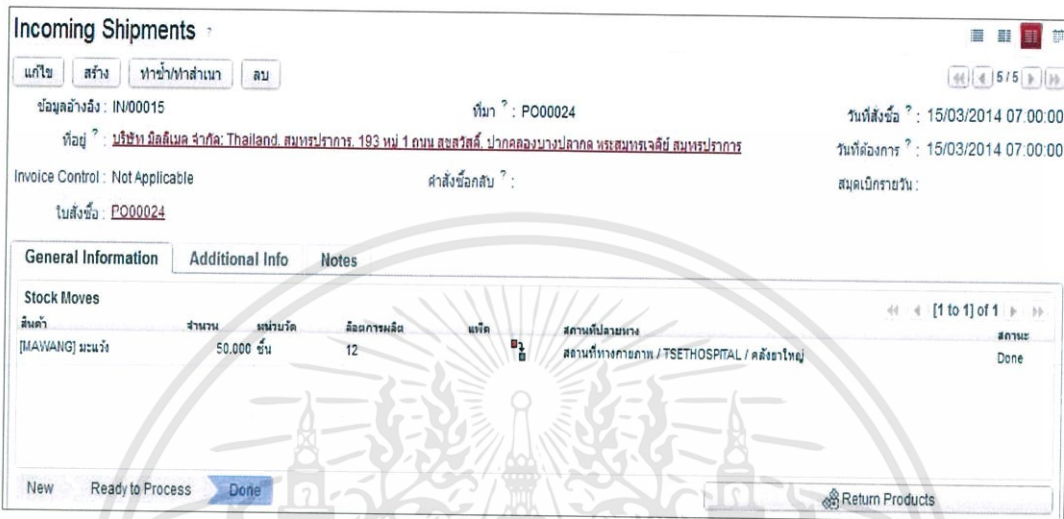 Incoming Shipments ?
แก้ไข สร้าง ทำซ้ำ/ทำสำเนา ลบ 5 / 5
ข้อมูลอ้างอิง : IN/00015 ที่มา ? : PO00024 วันที่สั่งซื้อ ? : 15/03/2014 07:00:00
ที่อยู่ ? : บริษัท มิลลิเมด จำกัด: Thailand, สมุทรปราการ, 193 หมู่ 1 ถนน สุขสวัสดิ์, ปากคลองบางปลากด พระสมุทรเจดีย์ สมุทรปราการ วันที่ต้องการ ? : 15/03/2014 07:00:00
Invoice Control : Not Applicable คำสั่งซื้อกลับ ? : สมุดเบิกรายวัน :
ใบสั่งซื้อ : PO00024
General Information Additional Info Notes
Stock Moves [1 to 1] of 1
สินค้า จำนวน หน่วยวัด ล็อตการผลิต แพ็ค สถานที่ปลายทาง สถานะ
[MAWANG] มะแว้ง 50.000 ชิ้น 12 สถานที่ทางกายภาพ / TSETHOSPITAL / คลังยาใหญ่ Done
New Ready to Process Done Return Products